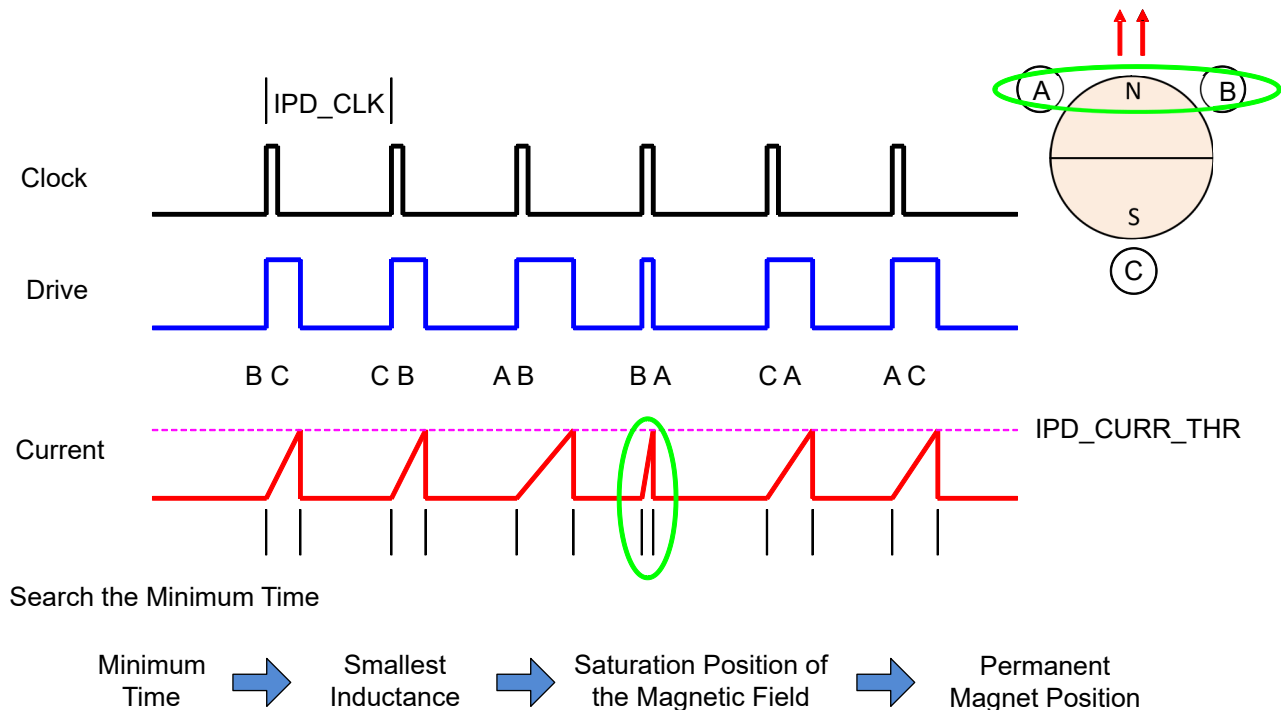 IPD_CLK
A
N
B
Clock
S
C
Drive
B C
C B
A B
B A
C A
A C
IPD_CURR_THR
Current
Search the Minimum Time
Minimum
Time
Smallest
Inductance
Saturation Position of
the Magnetic Field
Permanent
Magnet Position